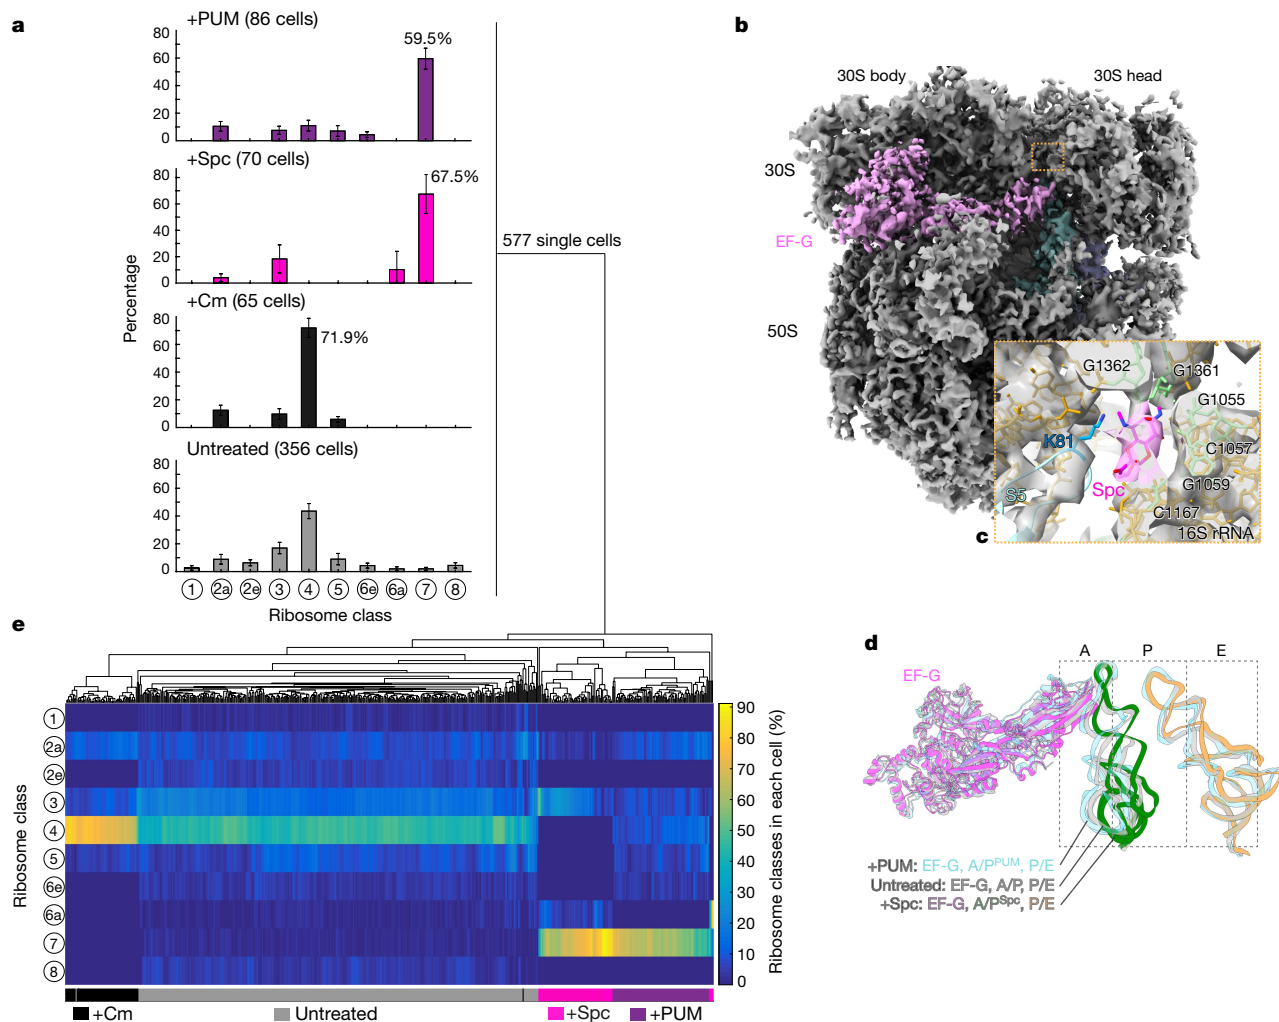 a
+PUM (86 cells)
80
60
40
20
0
59.5%
+Spc (70 cells)
80
60
40
20
0
67.5%
+Cm (65 cells)
80
60
40
20
0
71.9%
Untreated (356 cells)
80
60
40
20
0
Percentage
1 2a 2e 3 4 5 6e 6a 7 8
Ribosome class
577 single cells
b
30S body
30S head
30S
EF-G
50S
c
G1362
G1361
G1055
K81
C1057
G1059
Spc
S5
C1167
16S rRNA
d
A P E
EF-G
+PUM: EF-G, A/P^PUM, P/E
Untreated: EF-G, A/P, P/E
+Spc: EF-G, A/P^Spc, P/E
e
Ribosome class
1
2a
2e
3
4
5
6e
6a
7
8
90
80
70
60
50
40
30
20
10
0
Ribosome classes in each cell (%)
+Cm
Untreated
+Spc
+PUM